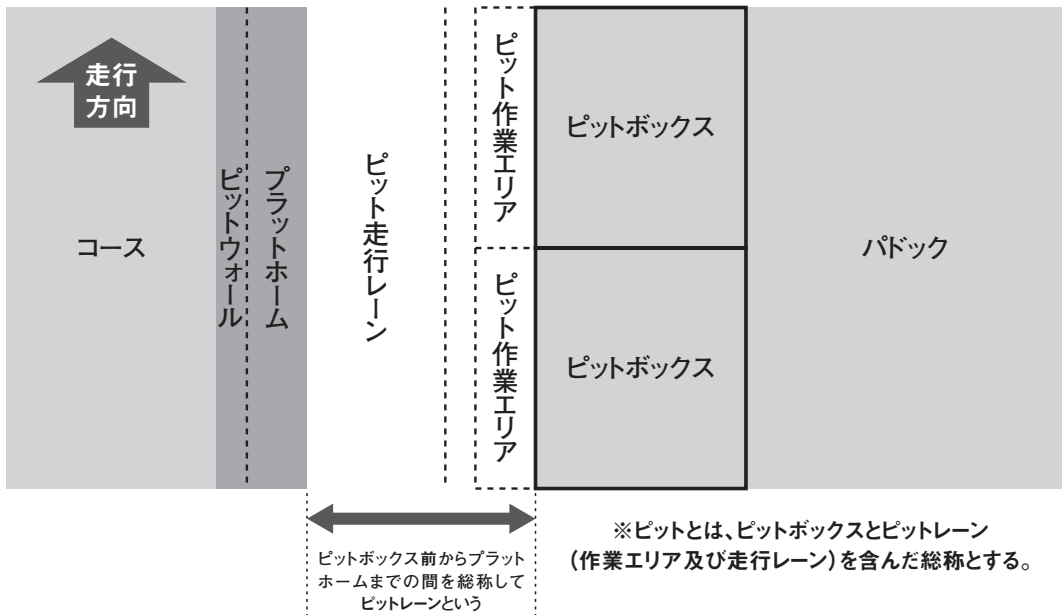 走行
方向
コース
ピットウォール
プラットホーム
ピット走行レーン
ピット作業エリア
ピット作業エリア
ピットボックス
ピットボックス
パドック
ピットボックス前からプラット
ホームまでの間を総称して
ピットレーンという
※ピットとは、ピットボックスとピットレーン
（作業エリア及び走行レーン）を含んだ総称とする。